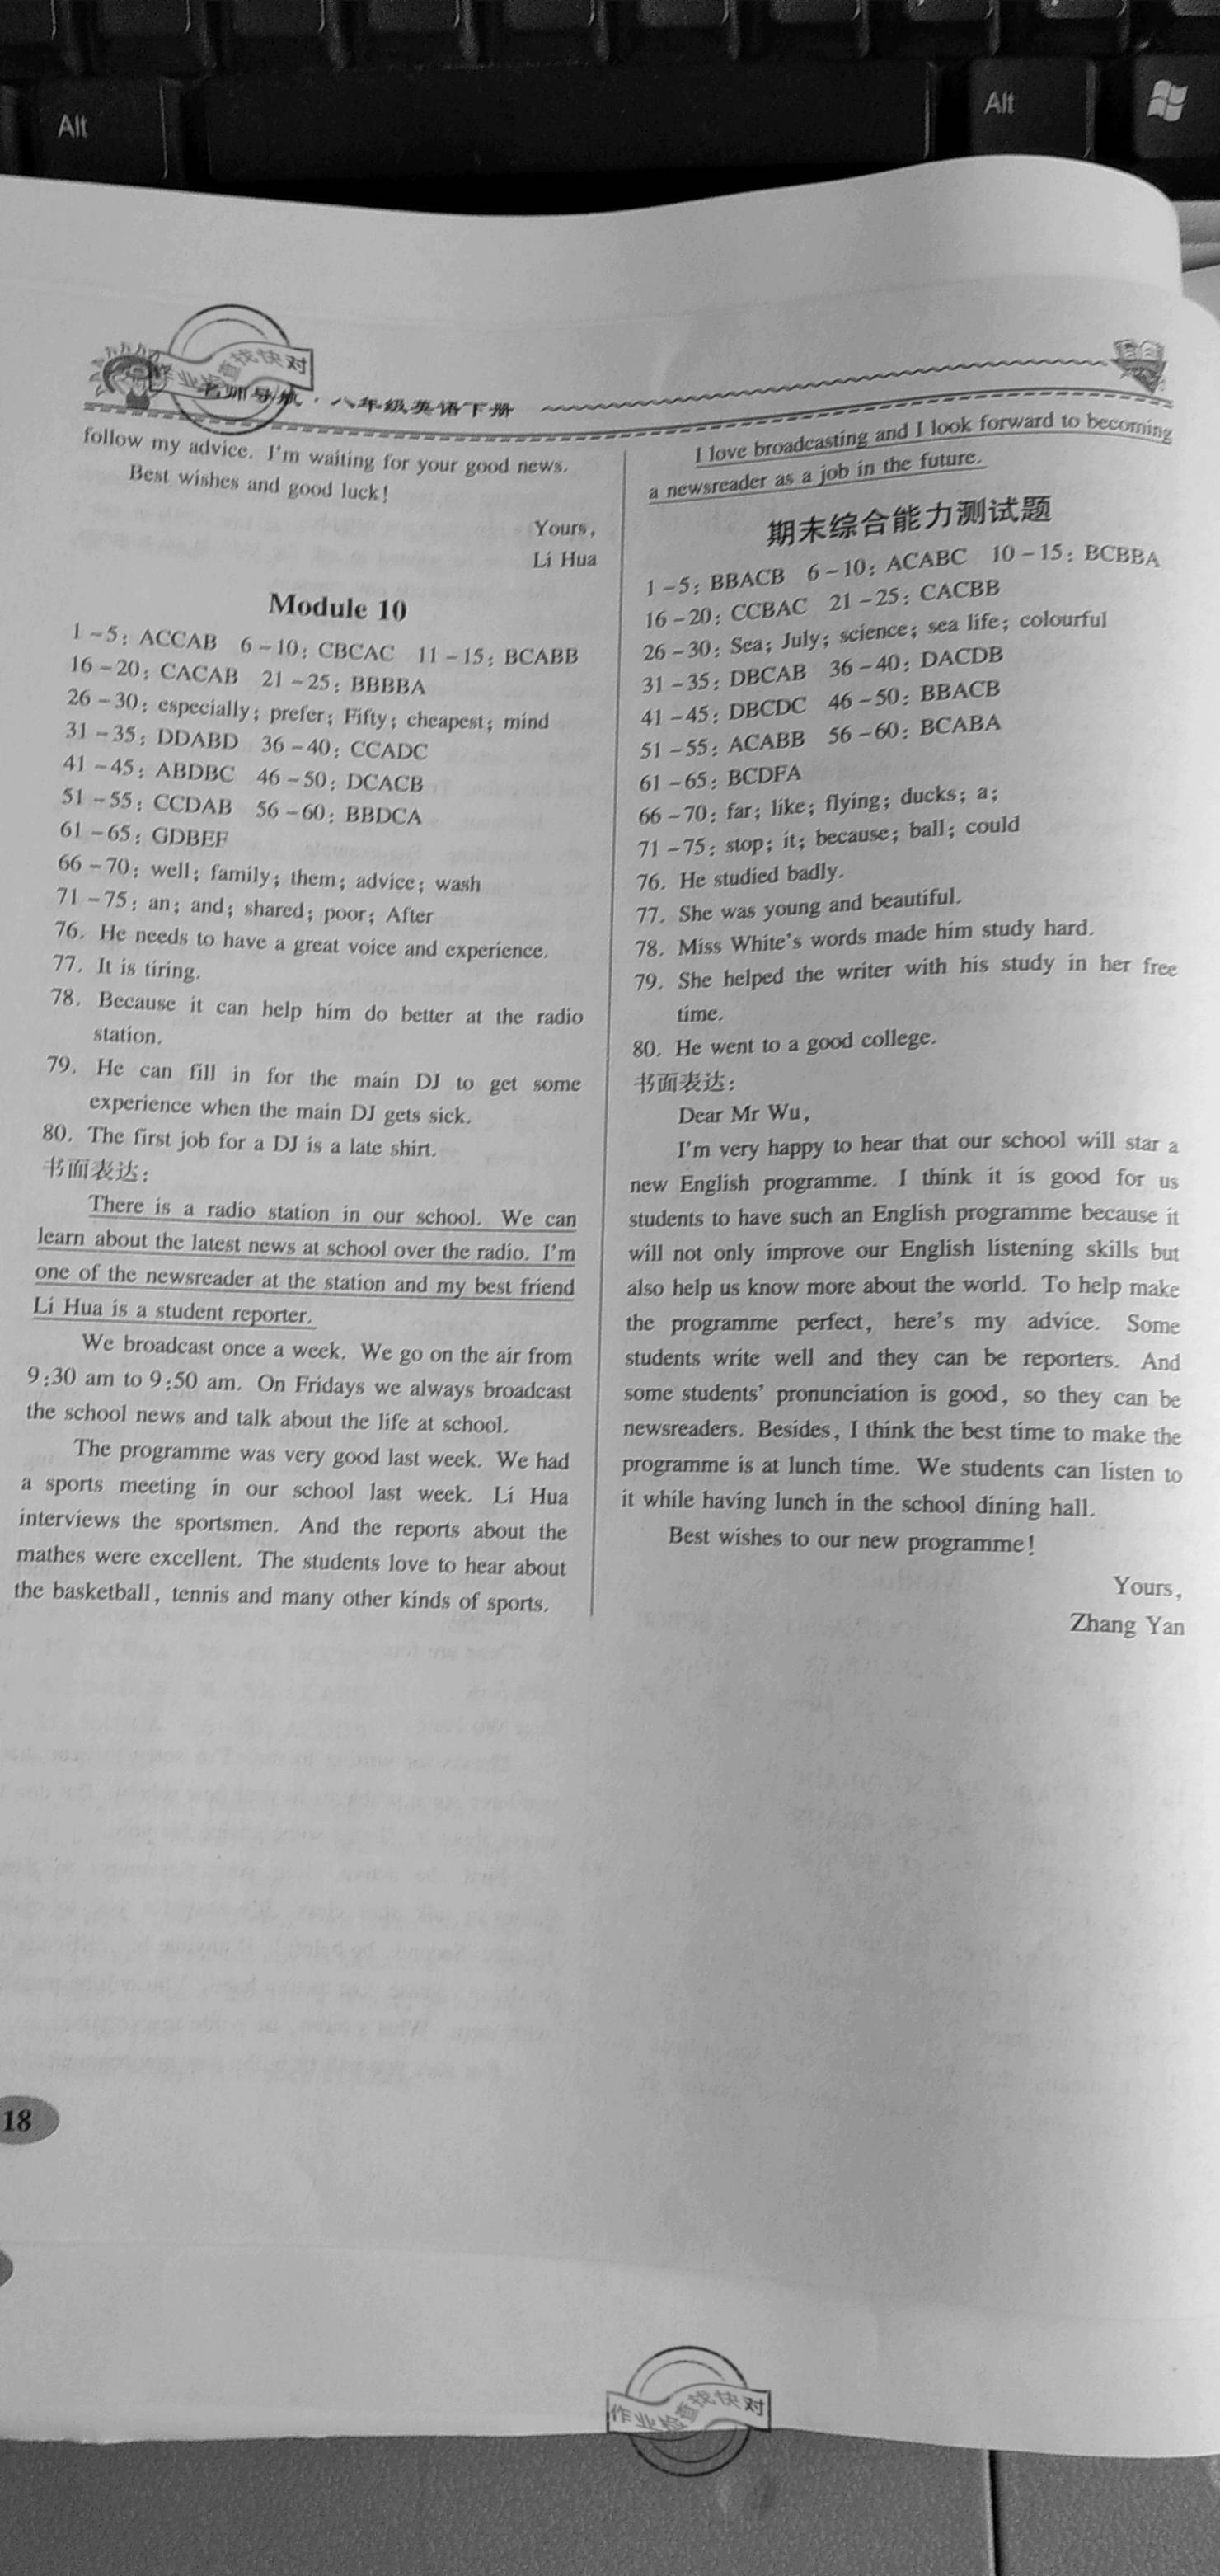 Alt
Alt
作业检查找快对
名师导航·八年级英语下册
follow my advice. I'm waiting for your good news.
Best wishes and good luck!
Yours,
Li Hua
Module 10
1-5: ACCAB 6-10: CBCAC 11-15: BCABB
16-20: CACAB 21-25: BBBBA
26-30: especially; prefer; Fifty; cheapest; mind
31-35: DDABD 36-40: CCADC
41-45: ABDBC 46-50: DCACB
51-55: CCDAB 56-60: BBDCA
61-65: GDBEF
66-70: well; family; them; advice; wash
71-75: an; and; shared; poor; After
76. He needs to have a great voice and experience.
77. It is tiring.
78. Because it can help him do better at the radio
station.
79. He can fill in for the main DJ to get some
experience when the main DJ gets sick.
80. The first job for a DJ is a late shirt.
书面表达:
There is a radio station in our school. We can
learn about the latest news at school over the radio. I'm
one of the newsreader at the station and my best friend
Li Hua is a student reporter.
We broadcast once a week. We go on the air from
9:30 am to 9:50 am. On Fridays we always broadcast
the school news and talk about the life at school.
The programme was very good last week. We had
a sports meeting in our school last week. Li Hua
interviews the sportsmen. And the reports about the
mathes were excellent. The students love to hear about
the basketball, tennis and many other kinds of sports.
I love broadcasting and I look forward to becoming
a newsreader as a job in the future.
期末综合能力测试题
1-5: BBACB 6-10: ACABC 10-15: BCBBA
16-20: CCBAC 21-25: CACBB
26-30: Sea; July; science; sea life; colourful
31-35: DBCAB 36-40: DACDB
41-45: DBCDC 46-50: BBACB
51-55: ACABB 56-60: BCABA
61-65: BCDFA
66-70: far; like; flying; ducks; a;
71-75: stop; it; because; ball; could
76. He studied badly.
77. She was young and beautiful.
78. Miss White's words made him study hard.
79. She helped the writer with his study in her free
time.
80. He went to a good college.
书面表达:
Dear Mr Wu,
I'm very happy to hear that our school will star a
new English programme. I think it is good for us
students to have such an English programme because it
will not only improve our English listening skills but
also help us know more about the world. To help make
the programme perfect, here's my advice. Some
students write well and they can be reporters. And
some students' pronunciation is good, so they can be
newsreaders. Besides, I think the best time to make the
programme is at lunch time. We students can listen to
it while having lunch in the school dining hall.
Best wishes to our new programme!
Yours,
Zhang Yan
18
作业检查找快对